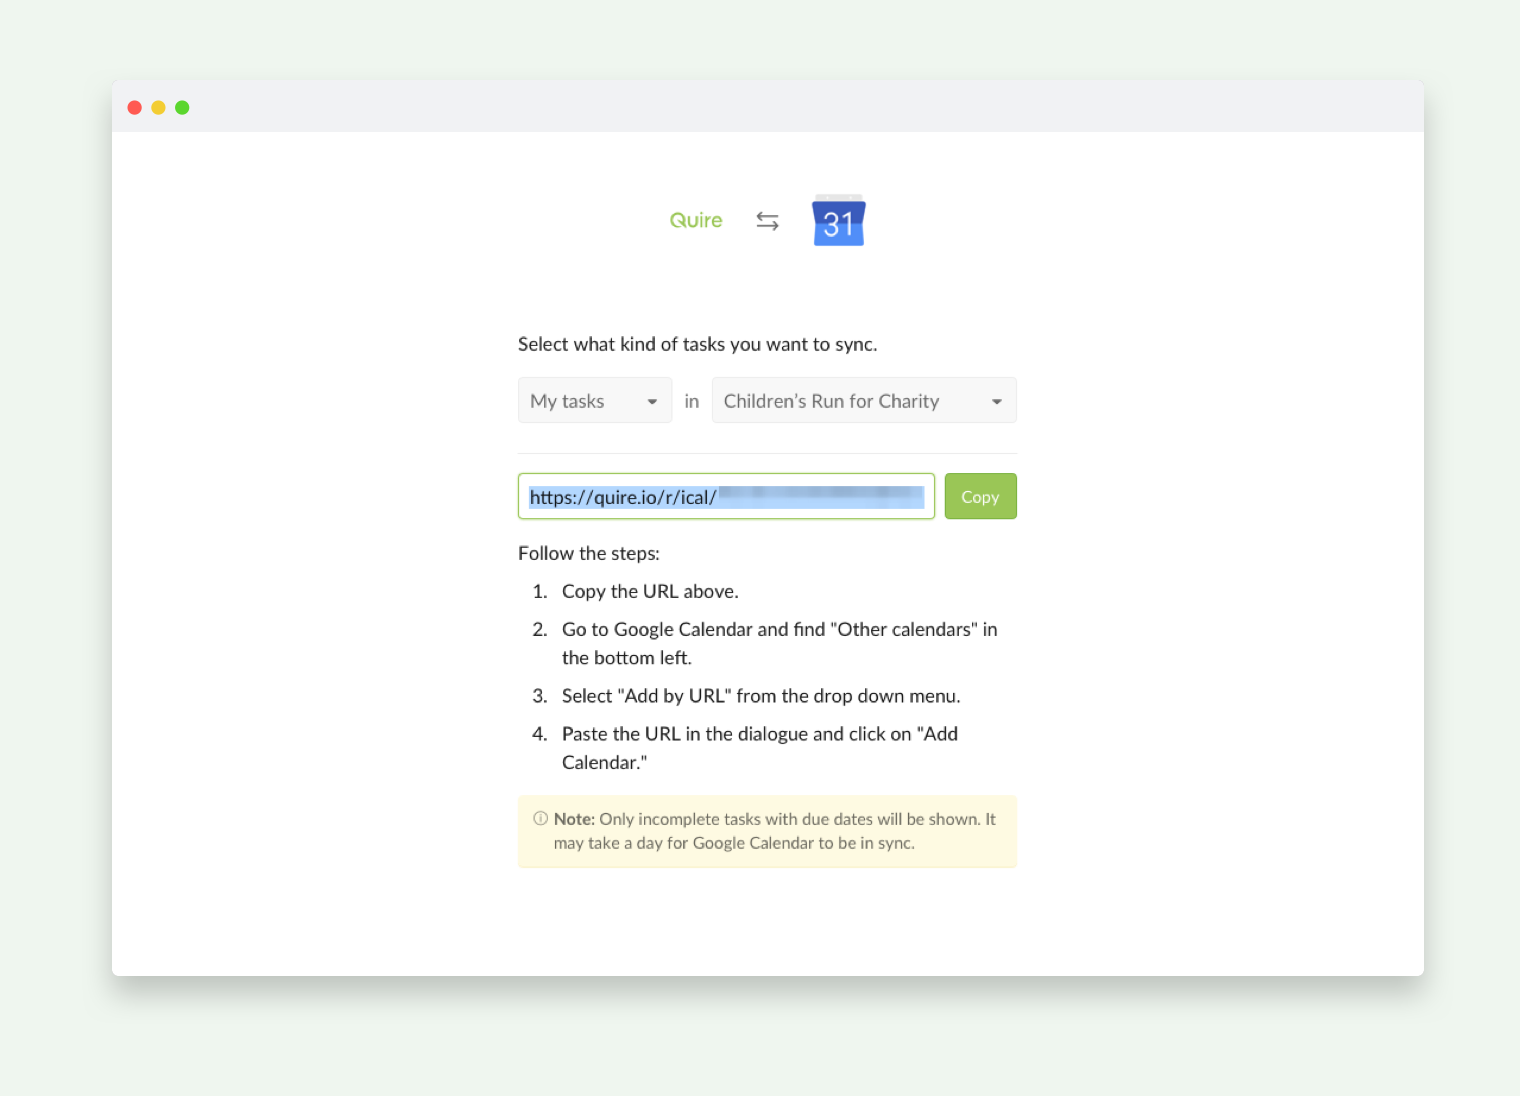 Quire
31
Select what kind of tasks you want to sync.
My tasks in Children's Run for Charity
https://quire.io/r/ical/
Copy
Follow the steps:
1. Copy the URL above.
2. Go to Google Calendar and find "Other calendars" in
the bottom left.
3. Select "Add by URL" from the drop down menu.
4. Paste the URL in the dialogue and click on "Add
Calendar."
Note: Only incomplete tasks with due dates will be shown. It
may take a day for Google Calendar to be in sync.